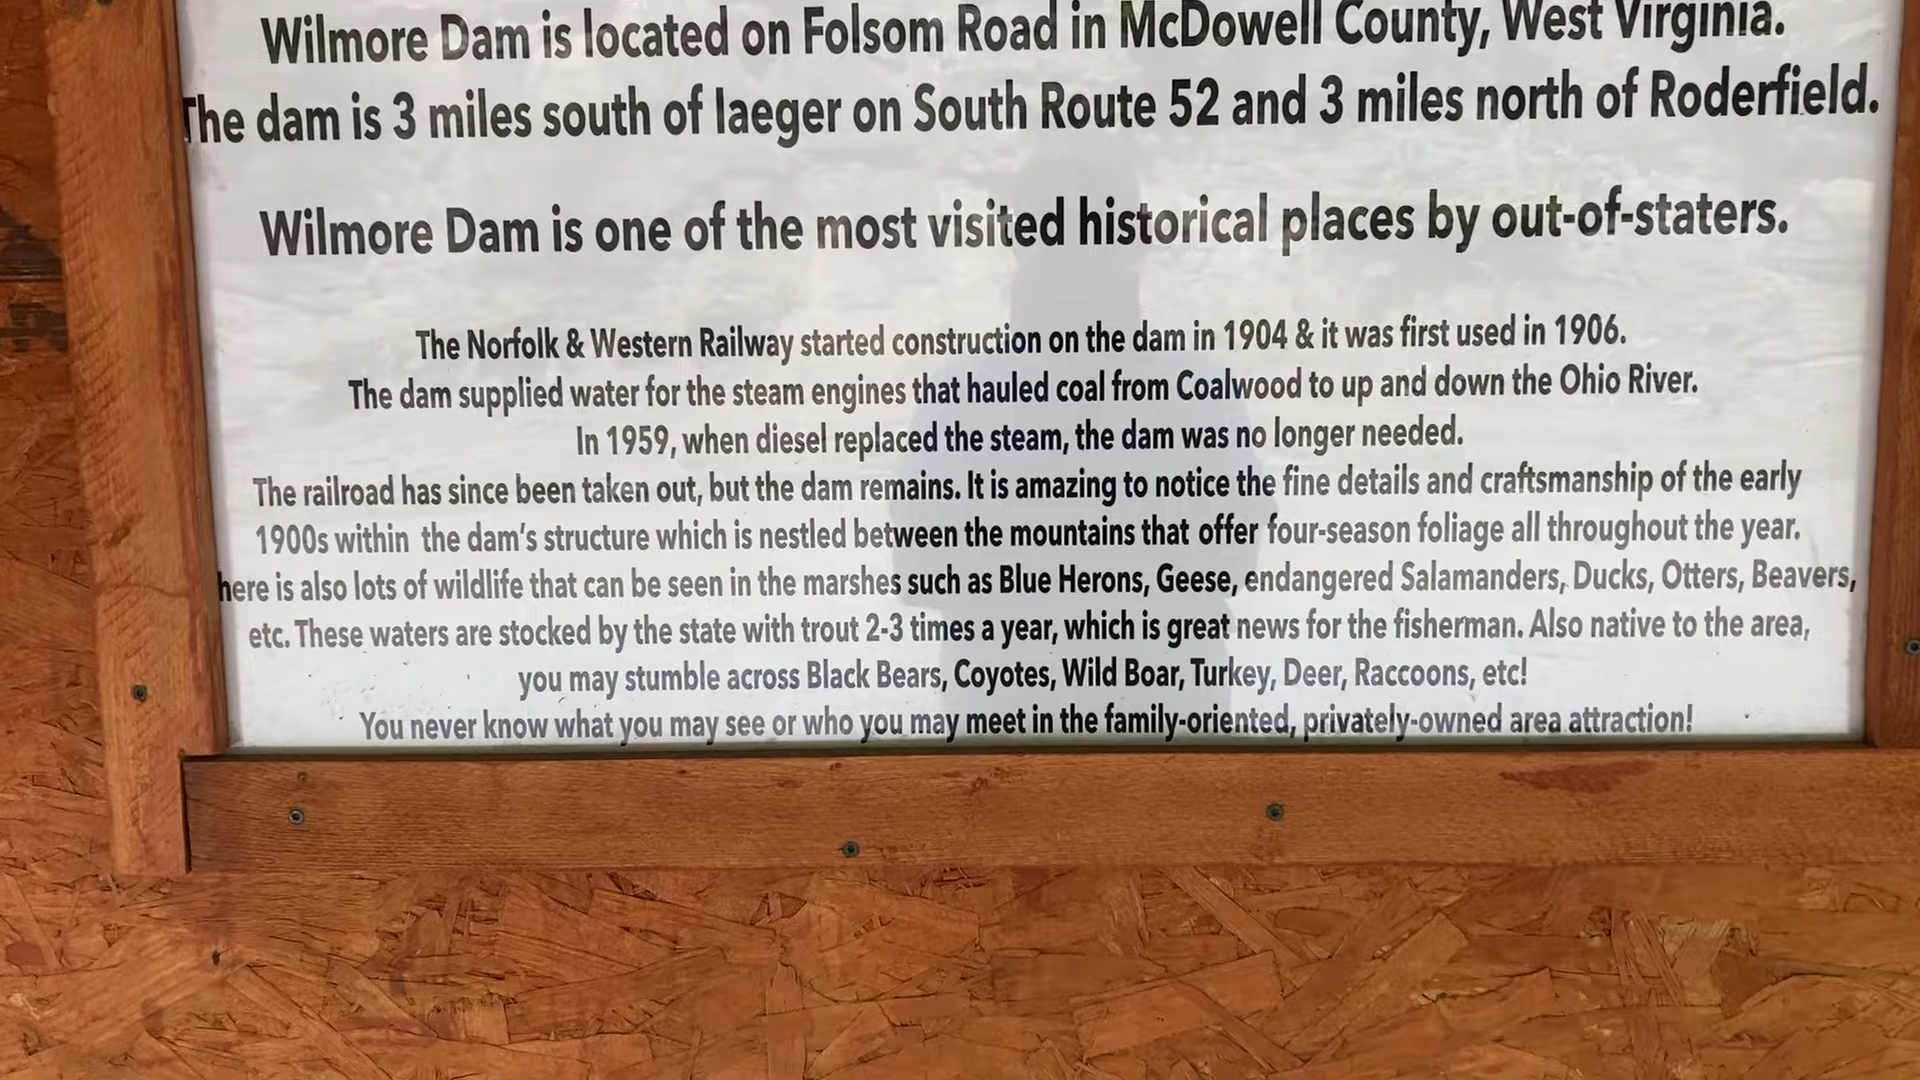 Wilmore Dam is located on Folsom Road in McDowell County, West Virginia.
The dam is 3 miles south of Iaeger on South Route 52 and 3 miles north of Roderfield.
Wilmore Dam is one of the most visited historical places by out-of-staters.
The Norfolk & Western Railway started construction on the dam in 1904 & it was first used in 1906.
The dam supplied water for the steam engines that hauled coal from Coalwood to up and down the Ohio River.
In 1959, when diesel replaced the steam, the dam was no longer needed.
The railroad has since been taken out, but the dam remains. It is amazing to notice the fine details and craftsmanship of the early
1900s within the dam's structure which is nestled between the mountains that offer four-season foliage all throughout the year.
here is also lots of wildlife that can be seen in the marshes such as Blue Herons, Geese, endangered Salamanders, Ducks, Otters, Beavers,
etc. These waters are stocked by the state with trout 2-3 times a year, which is great news for the fisherman. Also native to the area,
you may stumble across Black Bears, Coyotes, Wild Boar, Turkey, Deer, Raccoons, etc!
You never know what you may see or who you may meet in the family-oriented, privately-owned area attraction!